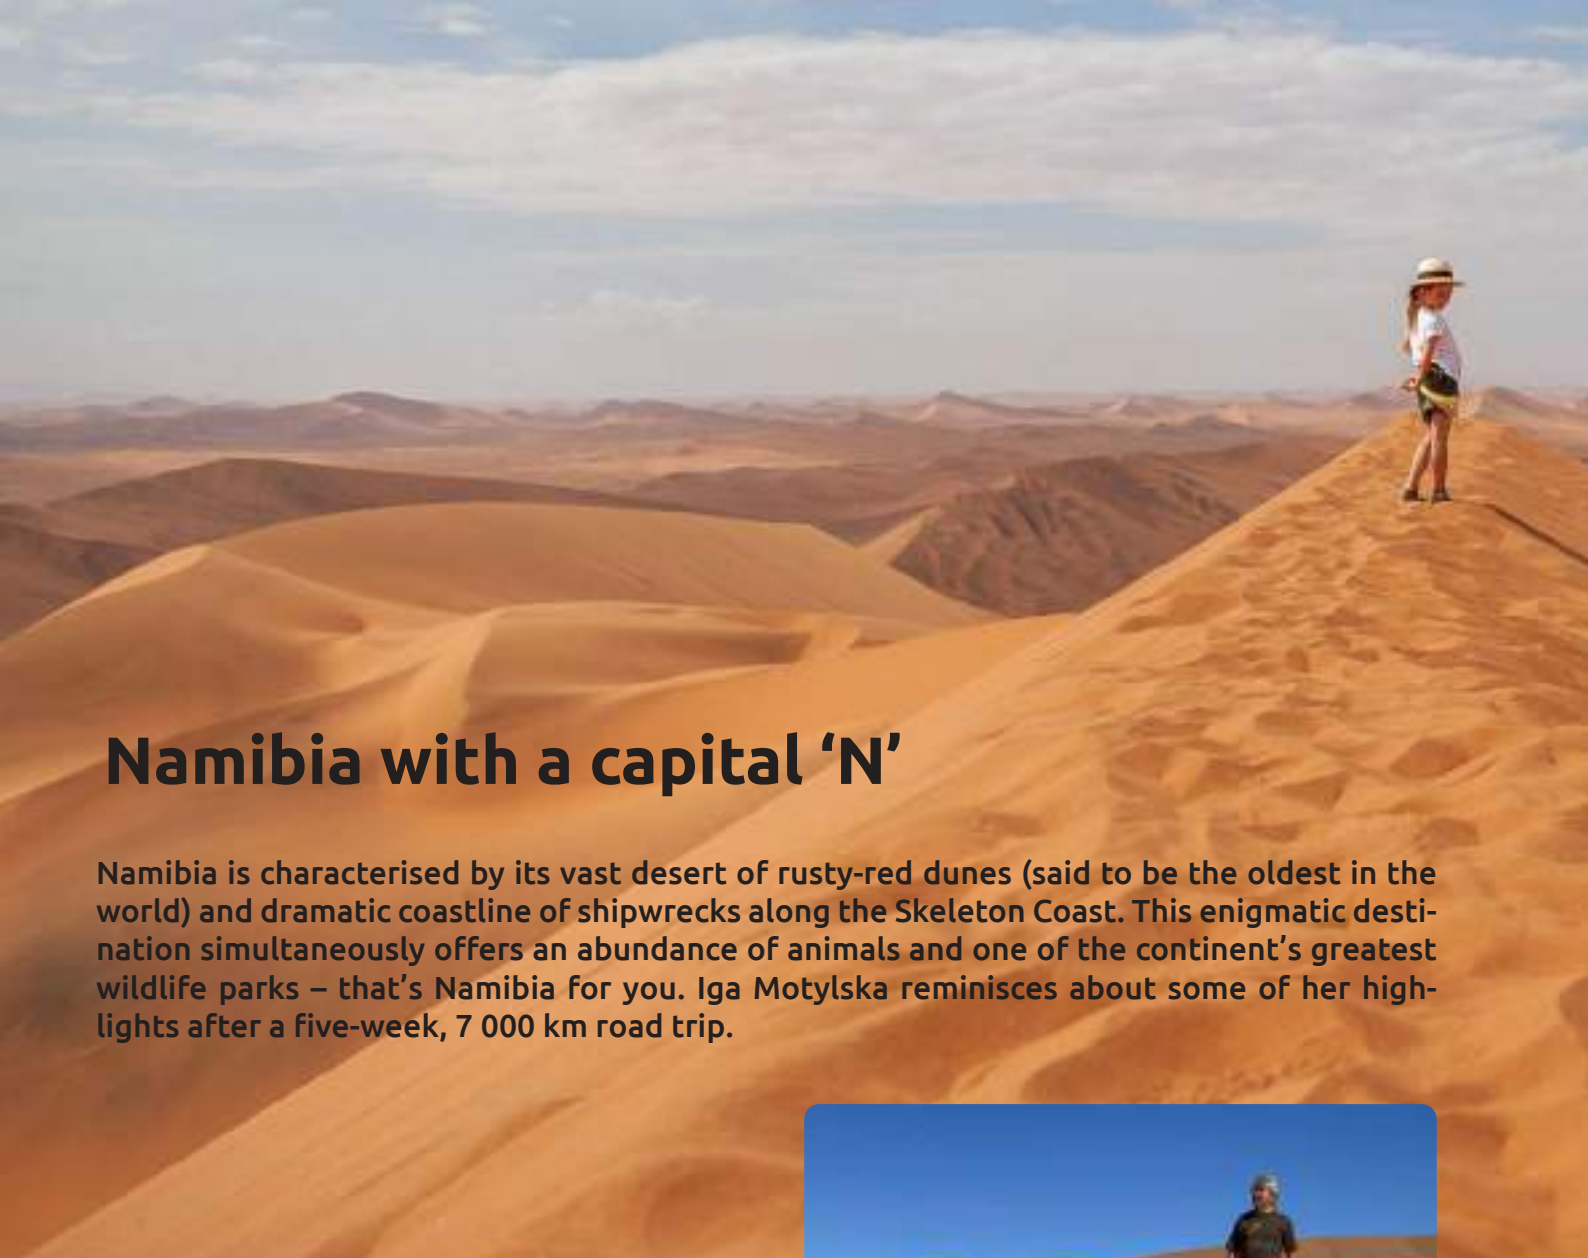 Namibia with a capital ‘N’
Namibia is characterised by its vast desert of rusty-red dunes (said to be the oldest in the
world) and dramatic coastline of shipwrecks along the Skeleton Coast. This enigmatic desti-
nation simultaneously offers an abundance of animals and one of the continent’s greatest
wildlife parks – that’s Namibia for you. Iga Motylska reminisces about some of her high-
lights after a five-week, 7 000 km road trip.